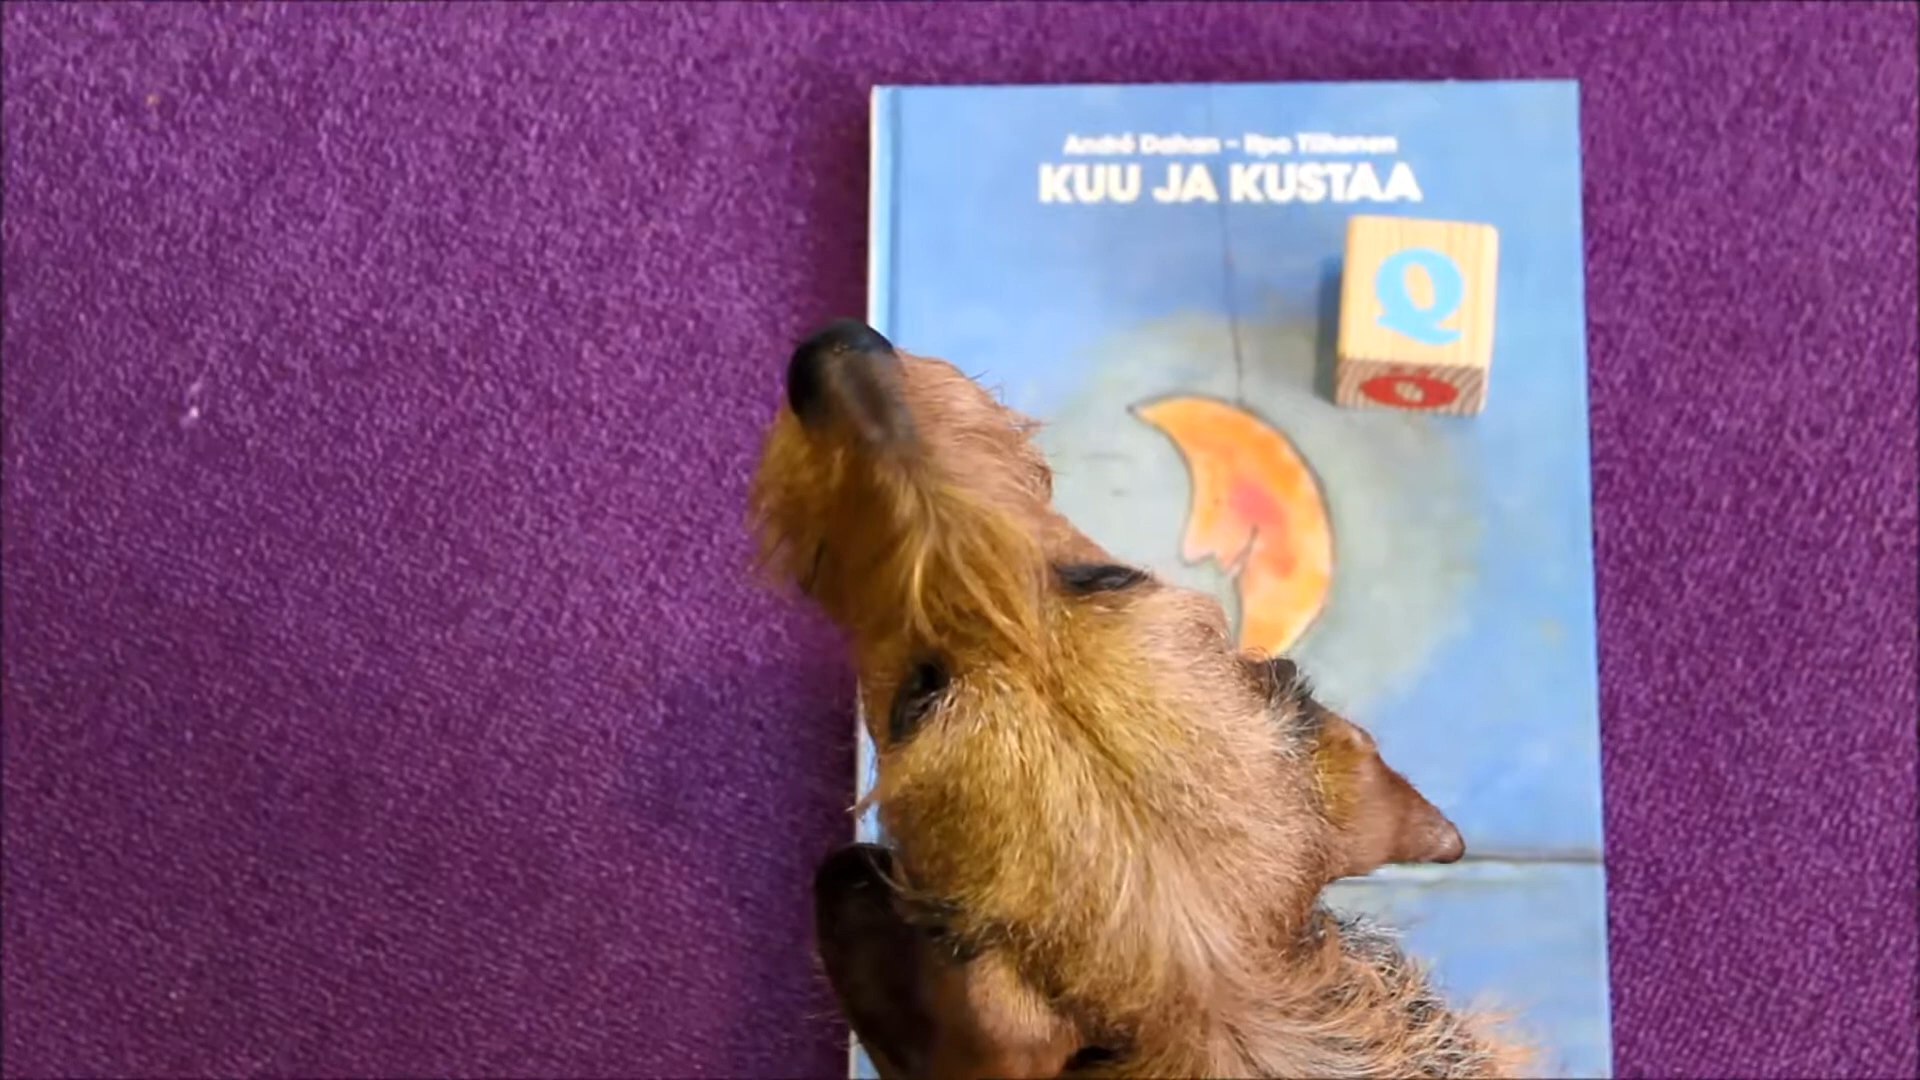 André Dahan – Ilpo Tiihonen
KUU JA KUSTAA
Q